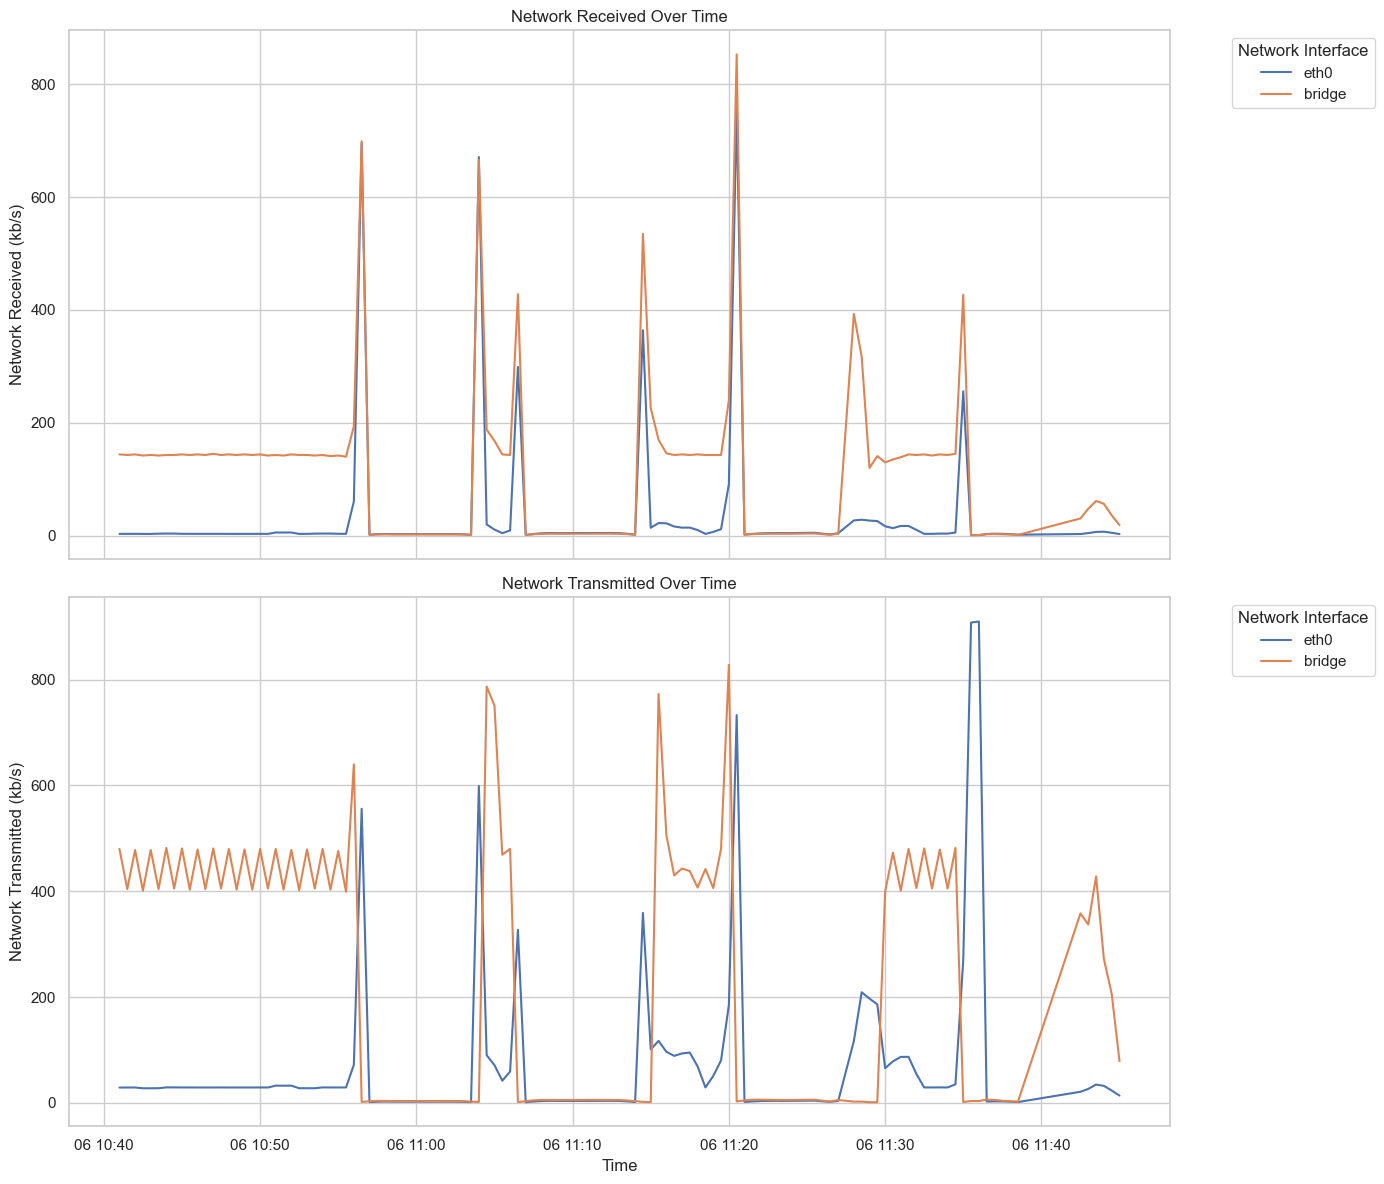 Network Received Over Time
Network Received (kb/s)
800
600
400
200
0
Network Interface
eth0
bridge
Network Transmitted Over Time
Network Transmitted (kb/s)
800
600
400
200
0
06 10:40
06 10:50
06 11:00
06 11:10
06 11:20
06 11:30
06 11:40
Time
Network Interface
eth0
bridge